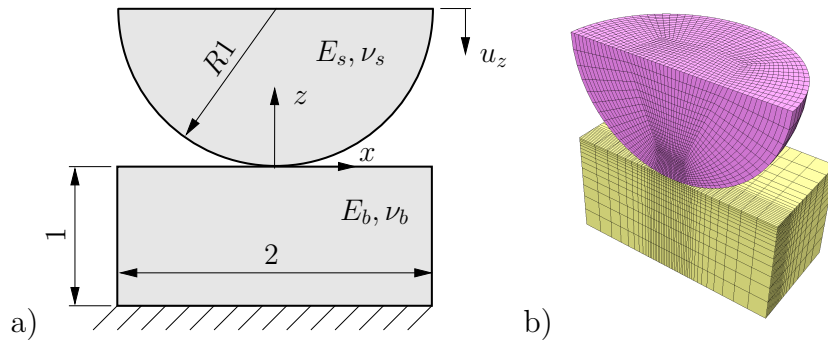 R1
E_s, ν_s
u_z
z
x
1
E_b, ν_b
2
a)
b)